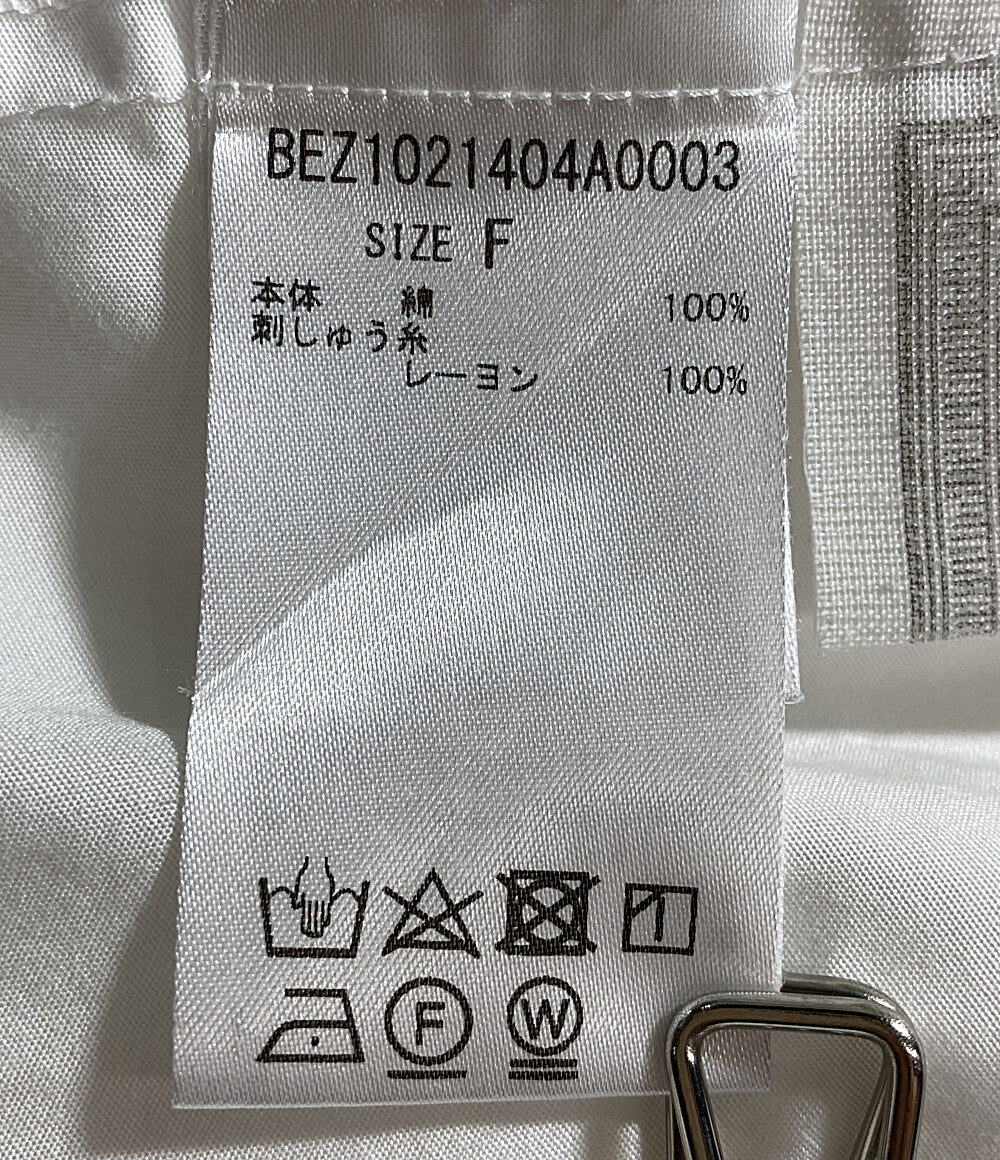 BEZ1021404A0003
SIZE F
本体 綿 100%
刺しゅう糸
レーヨン 100%
F
W